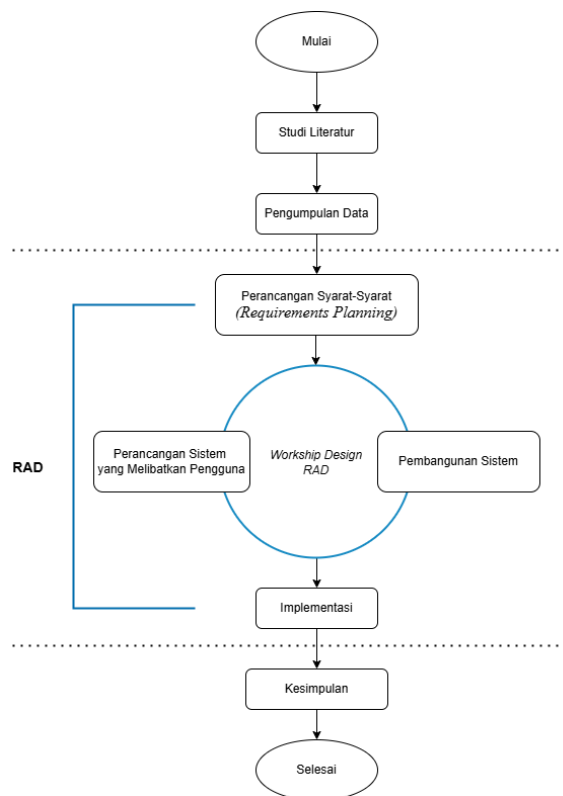 Mulai
Studi Literatur
Pengumpulan Data
Perancangan Syarat-Syarat
(Requirements Planning)
RAD
Perancangan Sistem
yang Melibatkan Pengguna
Workship Design
RAD
Pembangunan Sistem
Implementasi
Kesimpulan
Selesai